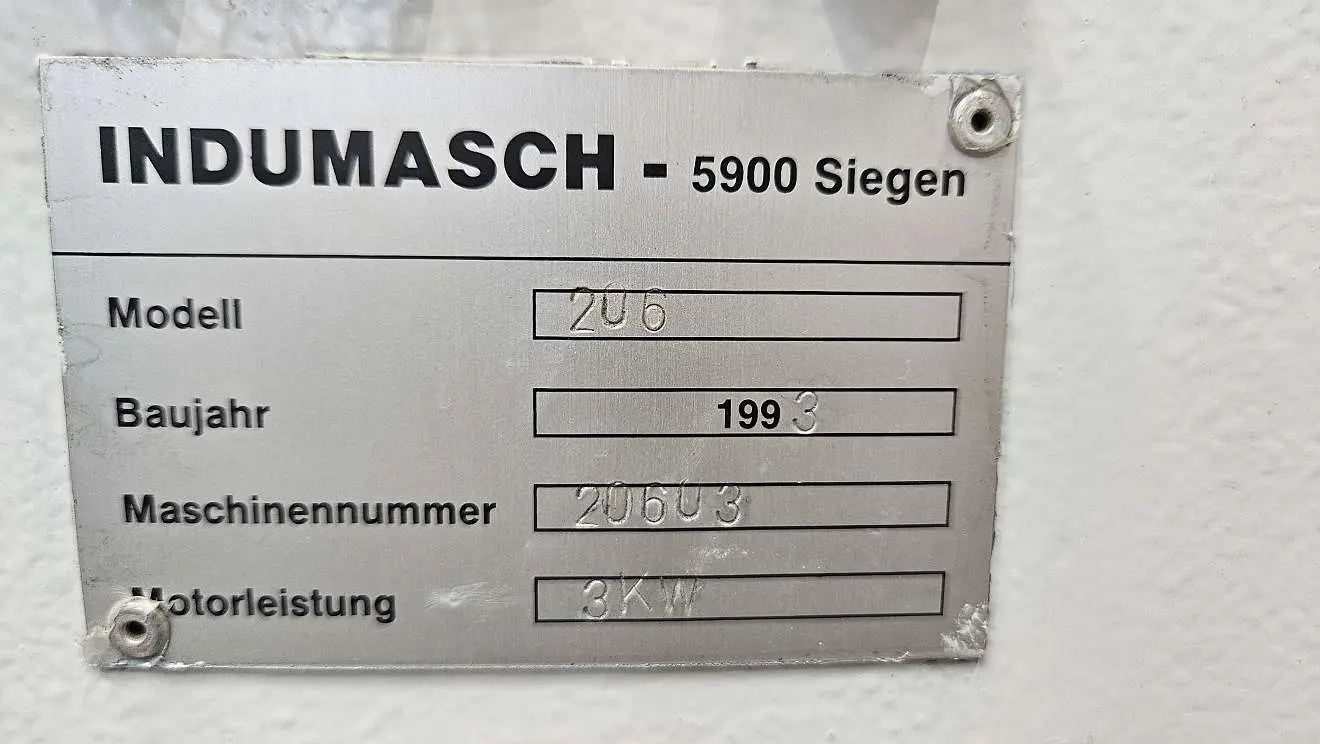 INDUMASCH - 5900 Siegen
Modell 206
Baujahr 1993
Maschinennummer 20603
Motorleistung 3KW